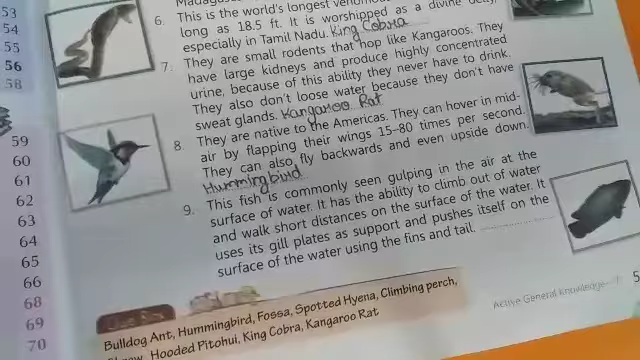 53
54
55
56
58
59
60
61
62
63
64
65
66
68
69
70
6. This is the world's longest venomous
long as 18.5 ft. It is worshipped as a divine deity,
especially in Tamil Nadu. King Cobra
7. They are small rodents that hop like Kangaroos. They
have large kidneys and produce highly concentrated
urine, because of this ability they never have to drink.
They also don't loose water because they don't have
sweat glands. Kangaroo Rat
8. They are native to the Americas. They can hover in mid-
air by flapping their wings 15–80 times per second.
They can also fly backwards and even upside down.
Hummingbird
9. This fish is commonly seen gulping in the air at the
surface of water. It has the ability to climb out of water
and walk short distances on the surface of the water. It
uses its gill plates as support and pushes itself on the
surface of the water using the fins and tail.
Bulldog Ant, Hummingbird, Fossa, Spotted Hyena, Climbing perch,
Hooded Pitohui, King Cobra, Kangaroo Rat
Active General Knowledge-7 5